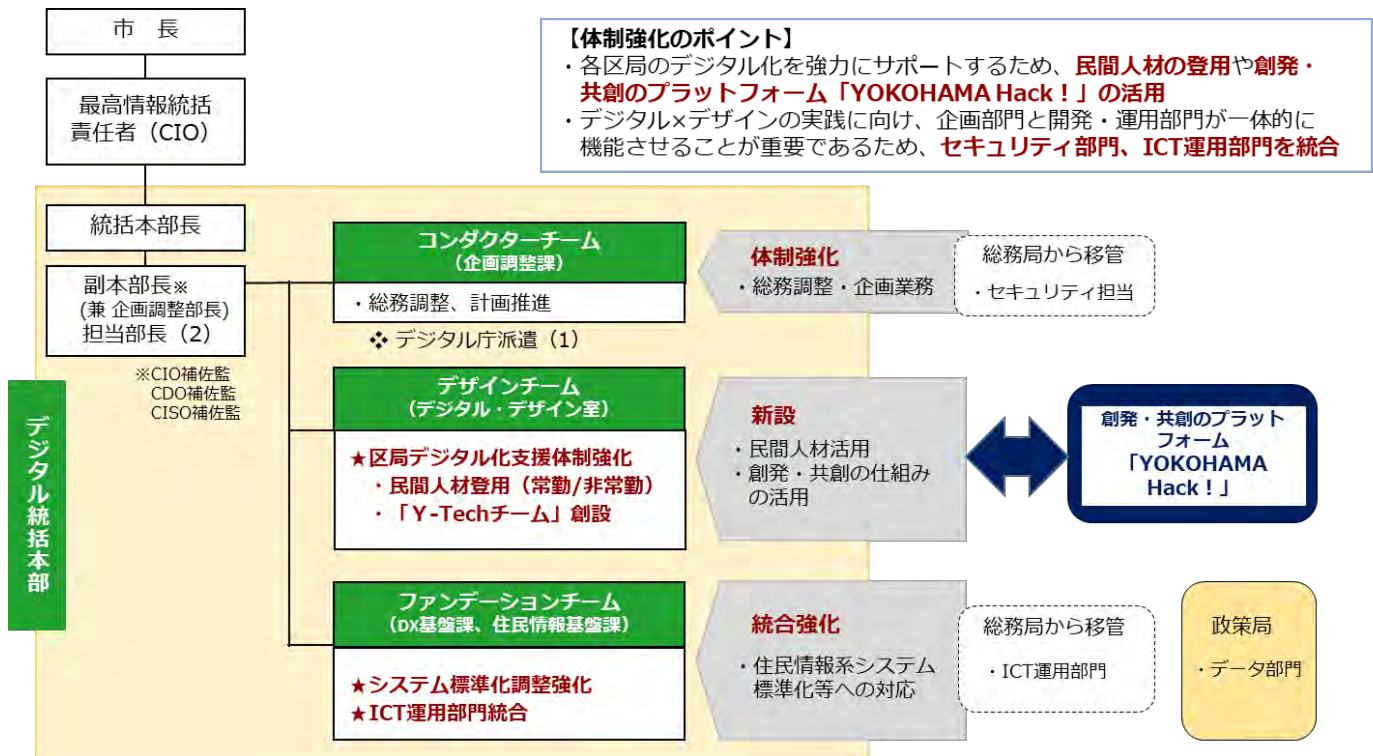 市　長
最高情報統括
責任者（CIO）
【体制強化のポイント】
・各区局のデジタル化を強力にサポートするため、民間人材の登用や創発・
共創のプラットフォーム「YOKOHAMA Hack！」の活用
・デジタル×デザインの実践に向け、企画部門と開発・運用部門が一体的に
機能させることが重要であるため、セキュリティ部門、ICT運用部門を統合
統括本部長
副本部長※
(兼 企画調整部長)
担当部長（2）
※CIO補佐監
CDO補佐監
CISO補佐監
デジタル統括本部
コンダクターチーム
（企画調整課）
・総務調整、計画推進
❖ デジタル庁派遣（1）
体制強化
・総務調整・企画業務
総務局から移管
・セキュリティ担当
デザインチーム
（デジタル・デザイン室）
★区局デジタル化支援体制強化
・民間人材登用（常勤/非常勤）
・「Ｙ-Techチーム」創設
新設
・民間人材活用
・創発・共創の仕組み
の活用
創発・共創のプラット
フォーム
「YOKOHAMA
Hack！」
ファンデーションチーム
（DX基盤課、住民情報基盤課）
★システム標準化調整強化
★ICT運用部門統合
統合強化
・住民情報系システム
標準化等への対応
総務局から移管
・ICT運用部門
政策局
・データ部門